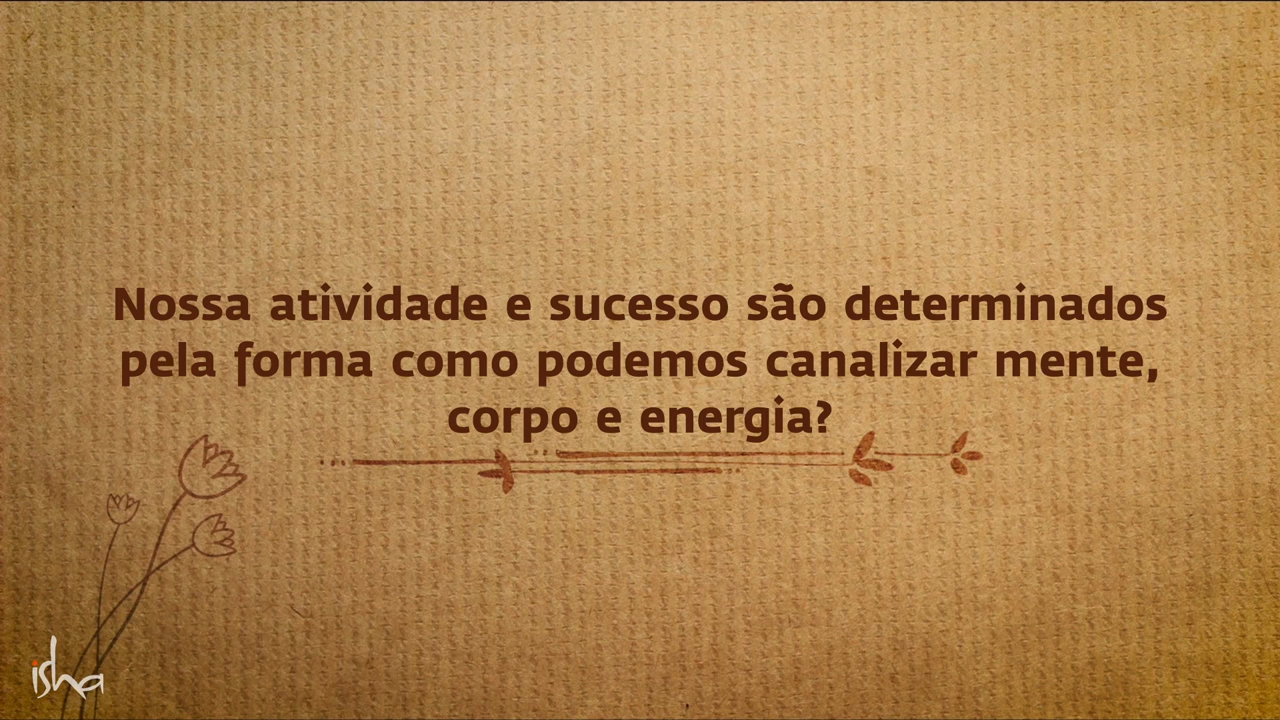 Nossa atividade e sucesso são determinados
pela forma como podemos canalizar mente,
corpo e energia?
isha